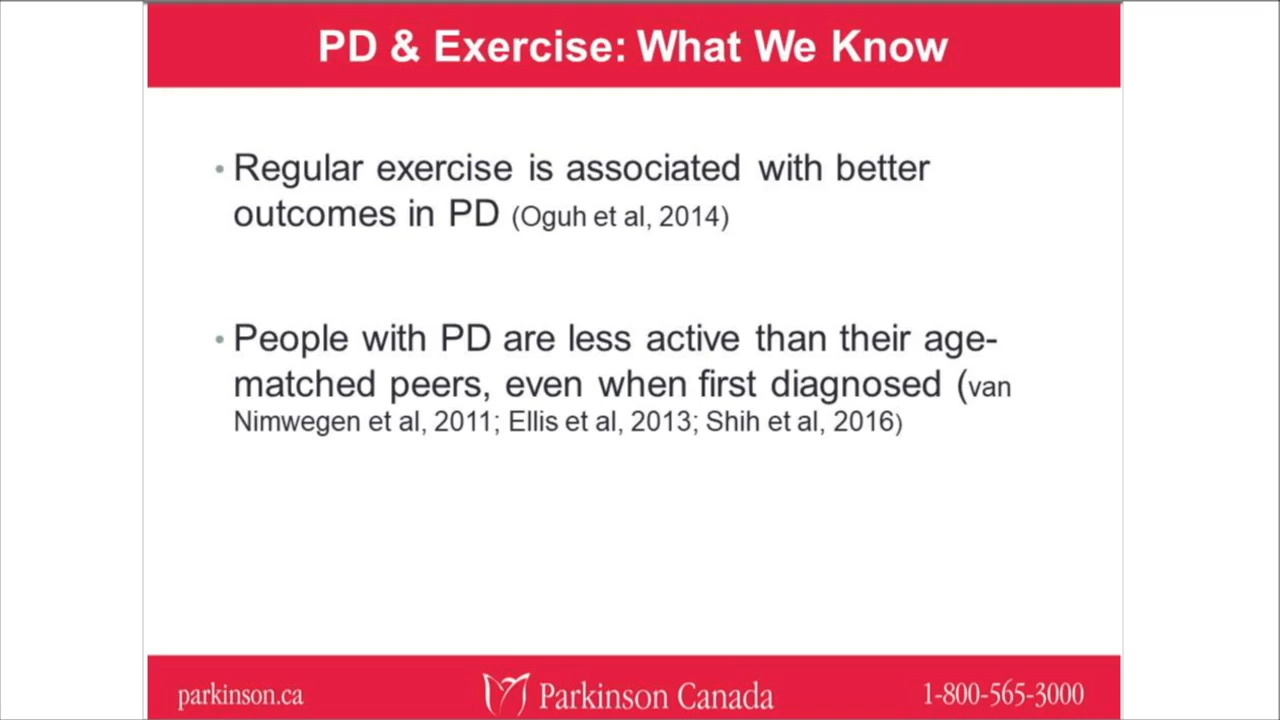 PD & Exercise: What We Know
• Regular exercise is associated with better
outcomes in PD (Oguh et al, 2014)
• People with PD are less active than their age-
matched peers, even when first diagnosed (van
Nimwegen et al, 2011; Ellis et al, 2013; Shih et al, 2016)
parkinson.ca
Parkinson Canada
1-800-565-3000